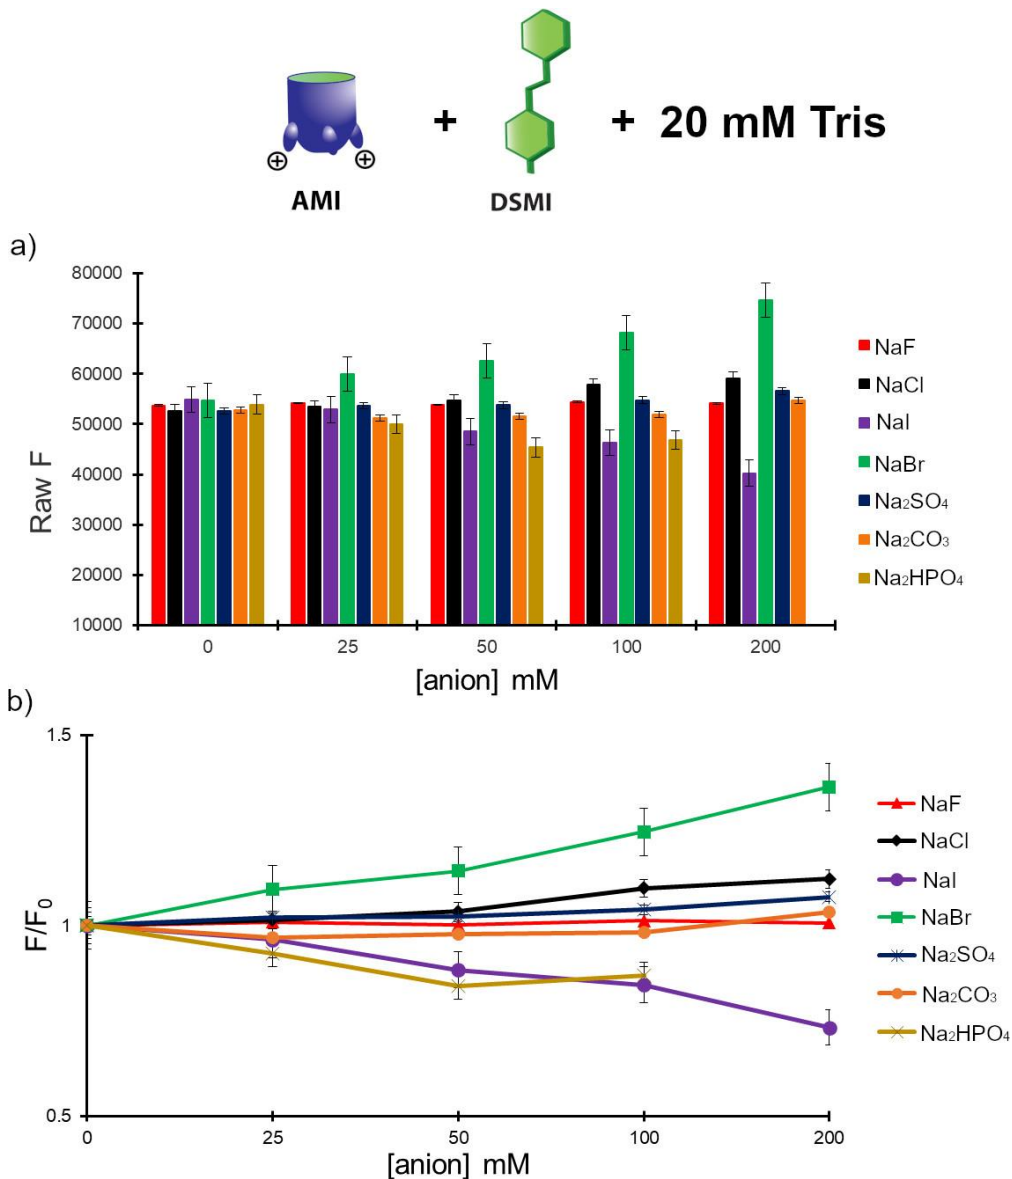 + + 20 mM Tris
⊕ ⊕
AMI DSMI
a)
80000
70000
60000
50000
40000
30000
20000
10000
Raw F
0 25 50 100 200
[anion] mM
NaF
NaCl
NaI
NaBr
Na₂SO₄
Na₂CO₃
Na₂HPO₄
b)
1.5
1
0.5
F/F₀
0 25 50 100 200
[anion] mM
NaF
NaCl
NaI
NaBr
Na₂SO₄
Na₂CO₃
Na₂HPO₄